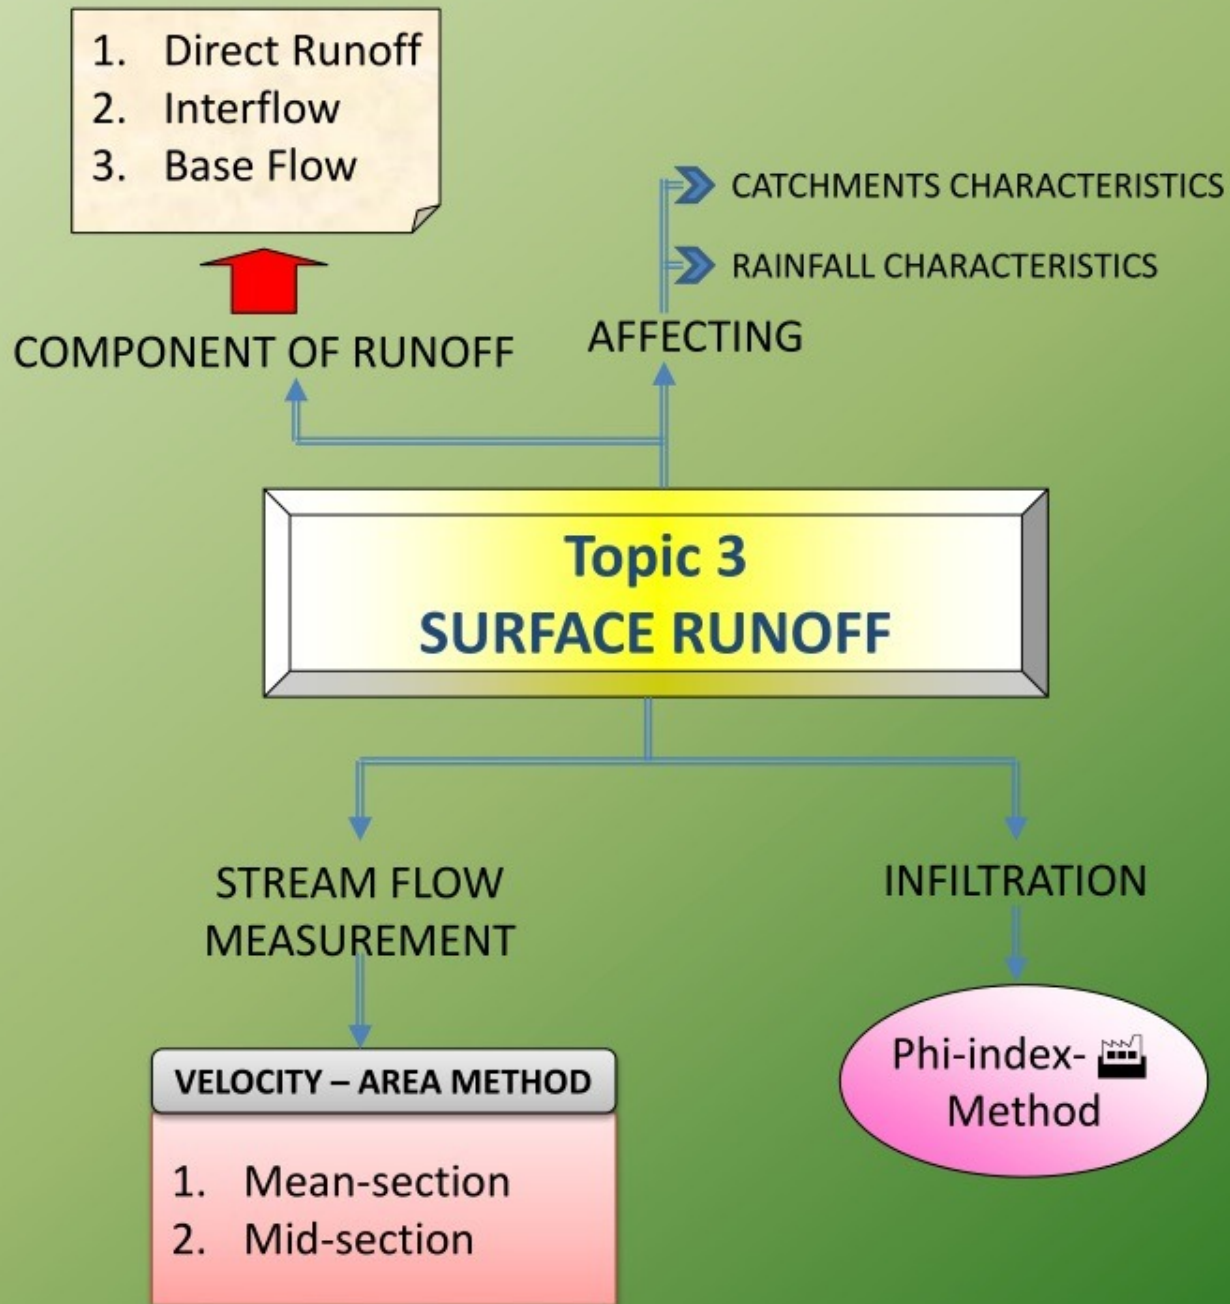 1. Direct Runoff
2. Interflow
3. Base Flow
CATCHMENTS CHARACTERISTICS
RAINFALL CHARACTERISTICS
COMPONENT OF RUNOFF
AFFECTING
Topic 3
SURFACE RUNOFF
STREAM FLOW
MEASUREMENT
INFILTRATION
VELOCITY – AREA METHOD
1. Mean-section
2. Mid-section
Phi-index-
Method